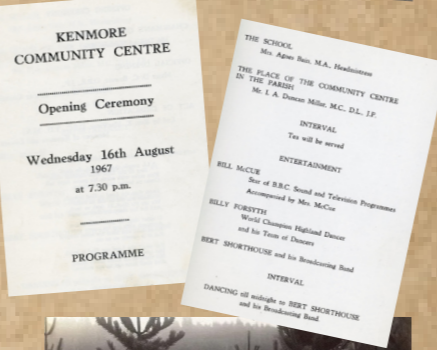 KENMORE
COMMUNITY CENTRE
Opening Ceremony
Wednesday 16th August
1967
at 7.30 p.m.
PROGRAMME
THE SCHOOL
Mrs. Agnes Bain, M.A., Headmistress
THE PLACE OF THE COMMUNITY CENTRE
IN THE PARISH
Mr. I. A. Duncan Millar, M.C., D.L., J.P.
INTERVAL
Tea will be served
ENTERTAINMENT
BILL McCUE
Star of B.B.C. Sound and Television Programmes
Accompanied by Mrs. McCue
BILLY FORSYTH
World Champion Highland Dancer
and his Team of Dancers
BERT SHORTHOUSE and his Broadcasting Band
INTERVAL
DANCING till midnight to BERT SHORTHOUSE
and his Broadcasting Band